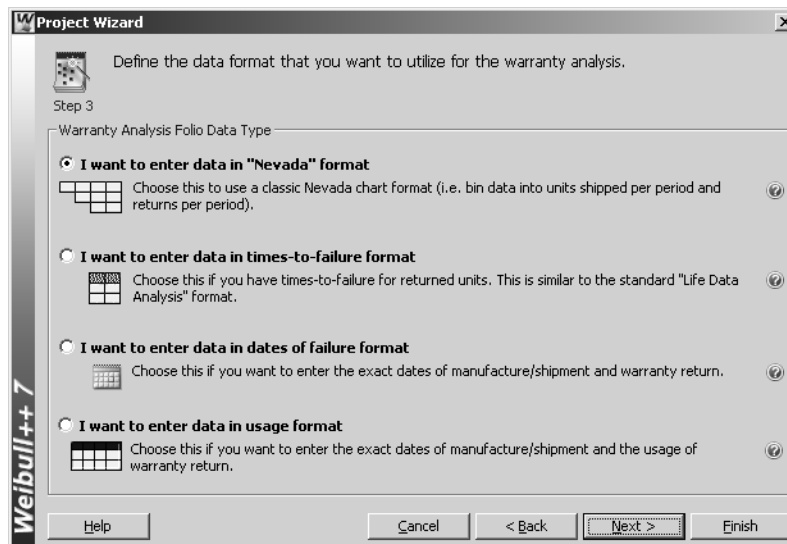 Project Wizard
Define the data format that you want to utilize for the warranty analysis.
Step 3
Warranty Analysis Folio Data Type
I want to enter data in "Nevada" format
Choose this to use a classic Nevada chart format (i.e. bin data into units shipped per period and
returns per period).
I want to enter data in times-to-failure format
Choose this if you have times-to-failure for returned units. This is similar to the standard "Life Data
Analysis" format.
I want to enter data in dates of failure format
Choose this if you want to enter the exact dates of manufacture/shipment and warranty return.
I want to enter data in usage format
Choose this if you want to enter the exact dates of manufacture/shipment and the usage of
warranty return.
Weibull++ 7
Help
Cancel
< Back
Next >
Finish